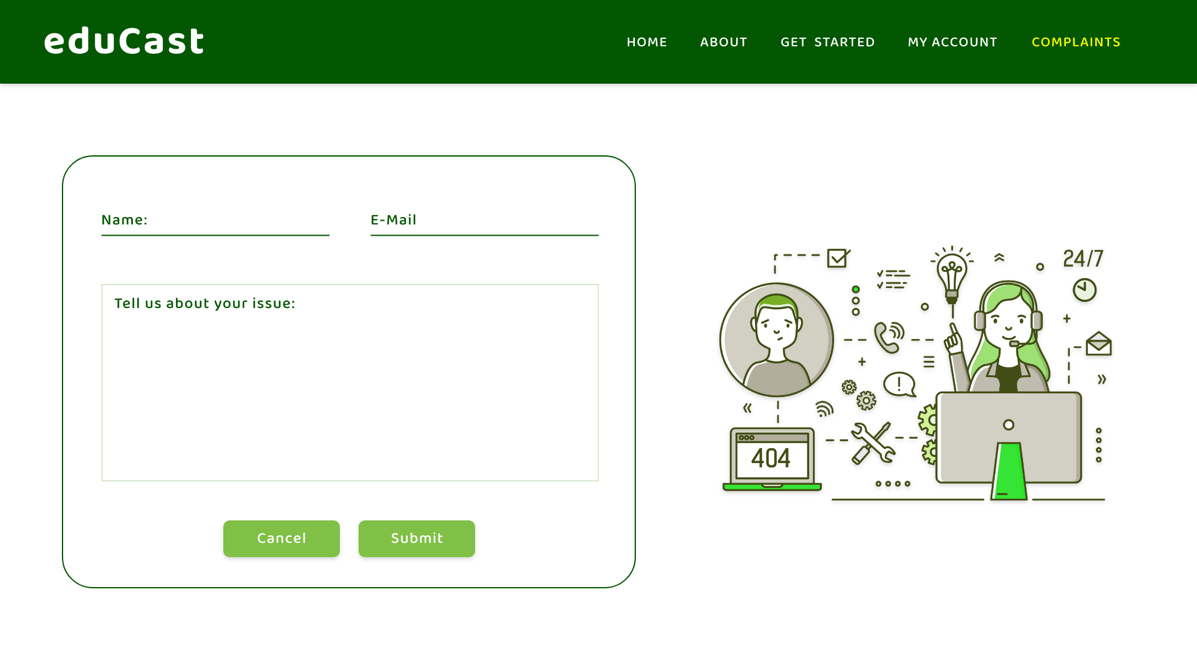 eduCast
HOME ABOUT GET STARTED MY ACCOUNT COMPLAINTS
Name: E-Mail
Tell us about your issue:
Cancel Submit
24/7
!
404